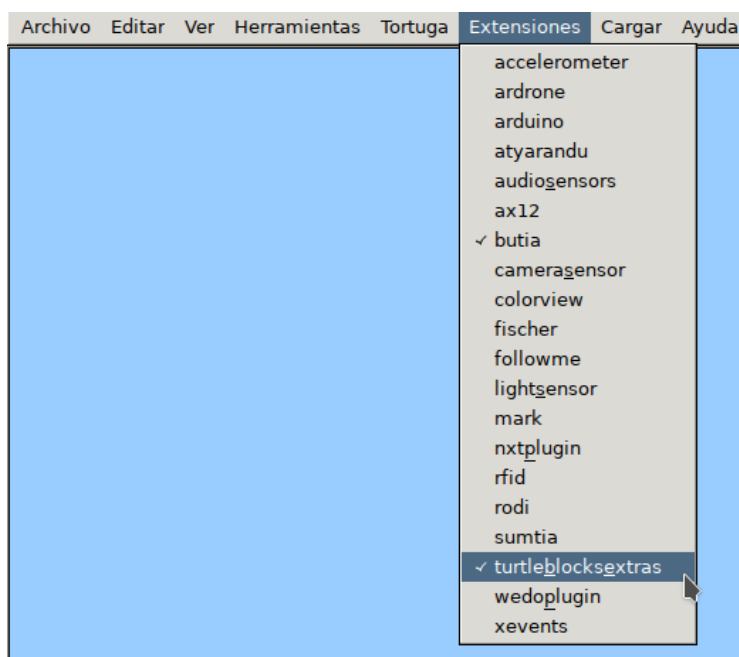 Archivo Editar Ver Herramientas Tortuga Extensiones Cargar Ayuda
accelerometer
ardrone
arduino
atyarandu
audiosensors
ax12
✓ butia
camerasensor
colorview
fischer
followme
lightsensor
mark
nxtplugin
rfid
rodi
sumtia
✓ turtleblocksextras
wedoplugin
xevents